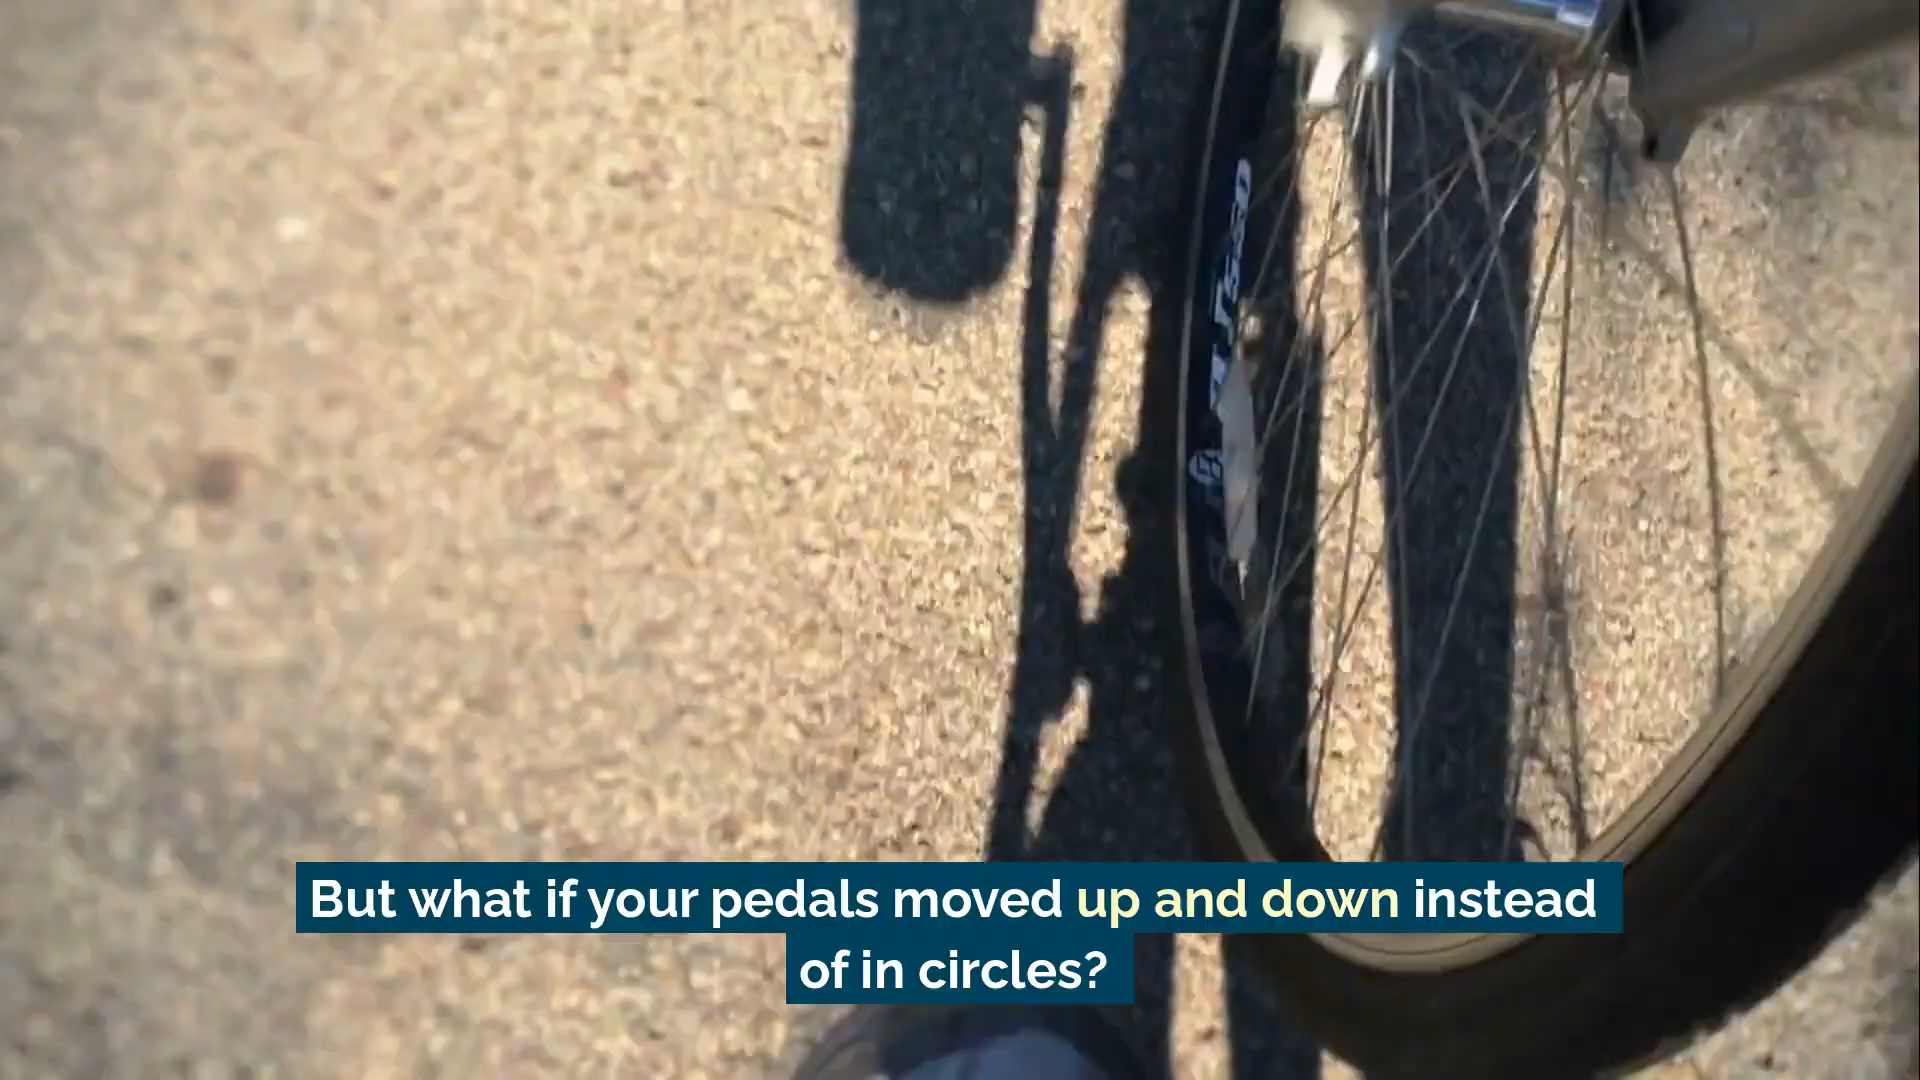 But what if your pedals moved up and down instead
of in circles?